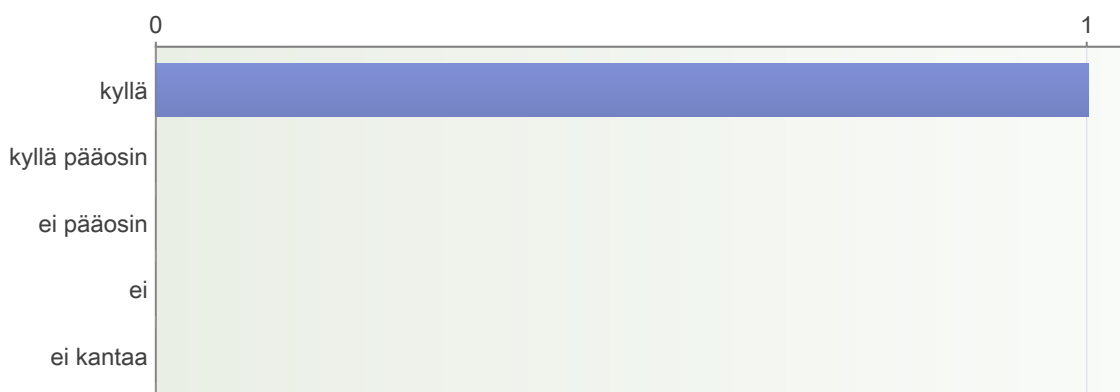 0 1
kyllä
kyllä pääosin
ei pääosin
ei
ei kantaa